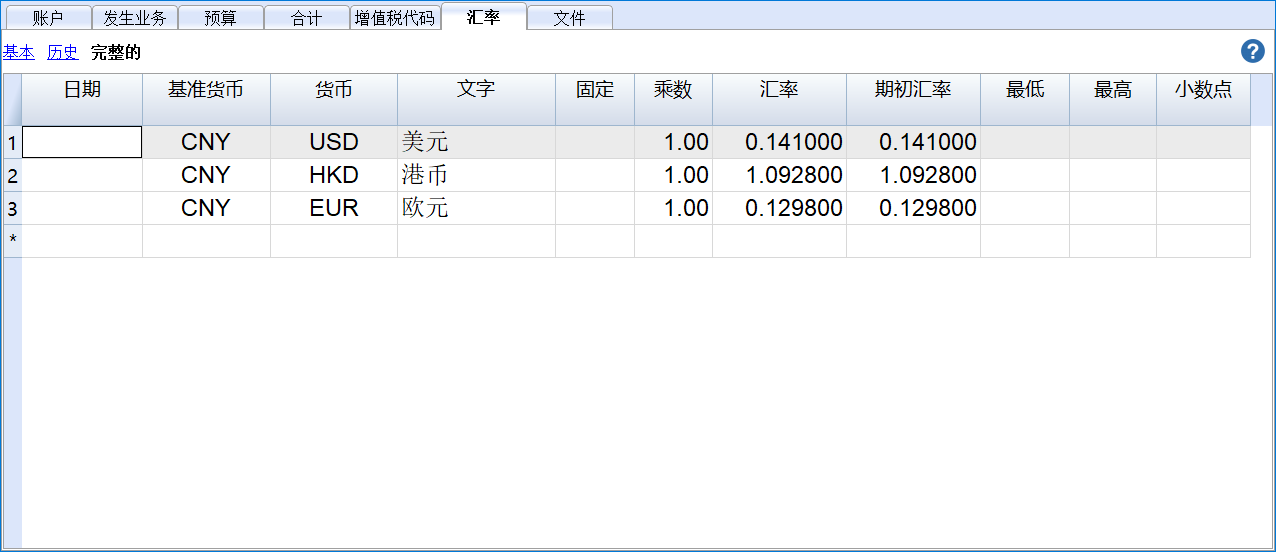 账户 发生业务 预算 合计 增值税代码 汇率 文件
基本 历史 完整的 ?
日期 基准货币 货币 文字 固定 乘数 汇率 期初汇率 最低 最高 小数点
1 CNY USD 美元 1.00 0.141000 0.141000
2 CNY HKD 港币 1.00 1.092800 1.092800
3 CNY EUR 欧元 1.00 0.129800 0.129800
*